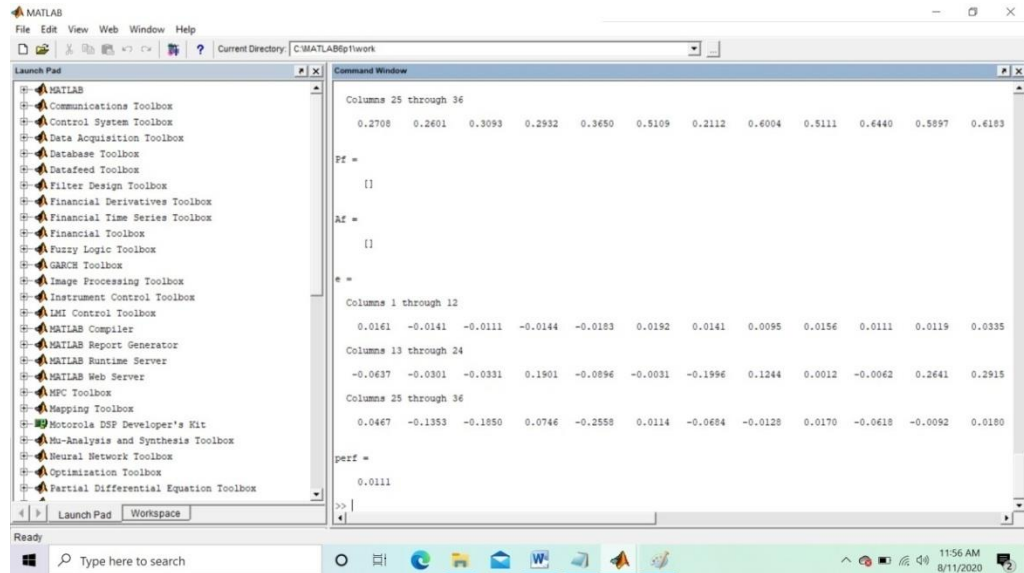 MATLAB
File Edit View Web Window Help
? Current Directory: C:\MATLAB6p1\work
Launch Pad
MATLAB
Communications Toolbox
Control System Toolbox
Data Acquisition Toolbox
Database Toolbox
Datafeed Toolbox
Filter Design Toolbox
Financial Derivatives Toolbox
Financial Time Series Toolbox
Financial Toolbox
Fuzzy Logic Toolbox
GARCH Toolbox
Image Processing Toolbox
Instrument Control Toolbox
LMI Control Toolbox
MATLAB Compiler
MATLAB Report Generator
MATLAB Runtime Server
MATLAB Web Server
MPC Toolbox
Mapping Toolbox
Motorola DSP Developer's Kit
Mu-Analysis and Synthesis Toolbox
Neural Network Toolbox
Optimization Toolbox
Partial Differential Equation Toolbox
Launch Pad Workspace
Command Window
Columns 25 through 36
0.2708 0.2601 0.3093 0.2932 0.3650 0.5109 0.2112 0.6004 0.5111 0.6440 0.5897 0.6183
Pf =
[]
Af =
[]
e =
Columns 1 through 12
0.0161 -0.0141 -0.0111 -0.0144 -0.0183 0.0192 0.0141 0.0095 0.0156 0.0111 0.0119 0.0335
Columns 13 through 24
-0.0637 -0.0301 -0.0331 0.1901 -0.0896 -0.0031 -0.1996 0.1244 0.0012 -0.0062 0.2641 0.2915
Columns 25 through 36
0.0467 -0.1353 -0.1850 0.0746 -0.2558 0.0114 -0.0684 -0.0128 0.0170 -0.0618 -0.0092 0.0180
perf =
0.0111
>>
Ready
Type here to search
W
11:56 AM
8/11/2020
2